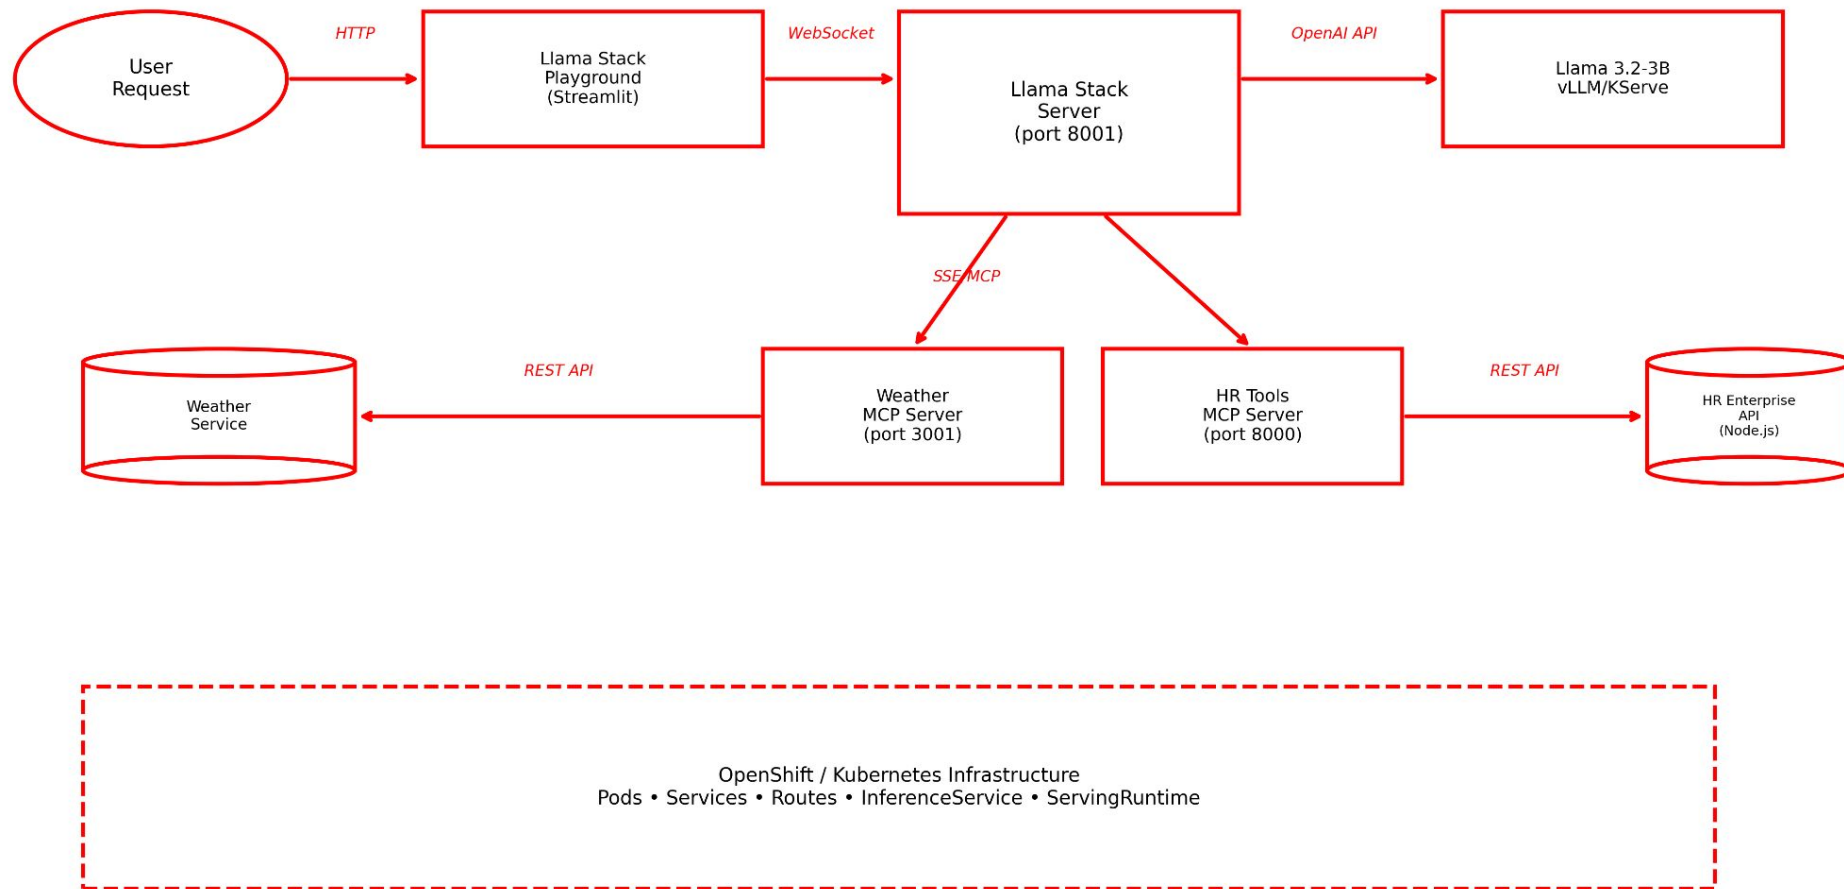 HTTP
WebSocket
OpenAI API
User
Request
Llama Stack
Playground
(Streamlit)
Llama Stack
Server
(port 8001)
Llama 3.2-3B
vLLM/KServe
SSE/MCP
REST API
REST API
Weather
Service
Weather
MCP Server
(port 3001)
HR Tools
MCP Server
(port 8000)
HR Enterprise
API
(Node.js)
OpenShift / Kubernetes Infrastructure
Pods • Services • Routes • InferenceService • ServingRuntime